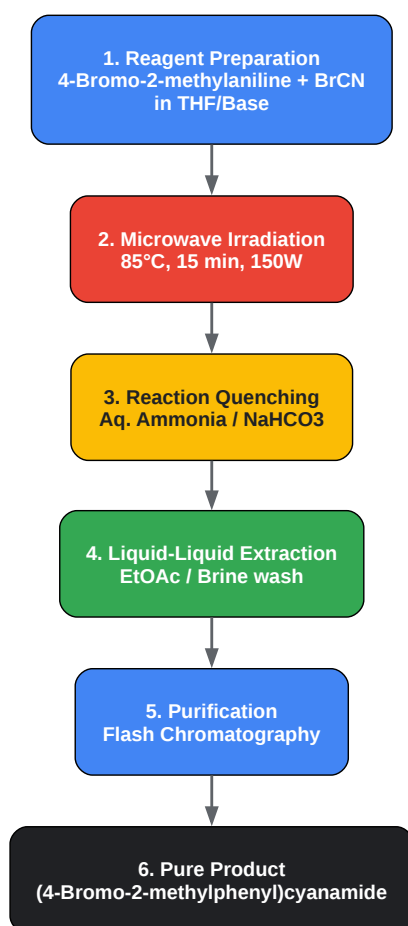 1. Reagent Preparation
4-Bromo-2-methylaniline + BrCN
in THF/Base
2. Microwave Irradiation
85°C, 15 min, 150W
3. Reaction Quenching
Aq. Ammonia / NaHCO3
4. Liquid-Liquid Extraction
EtOAc / Brine wash
5. Purification
Flash Chromatography
6. Pure Product
(4-Bromo-2-methylphenyl)cyanamide